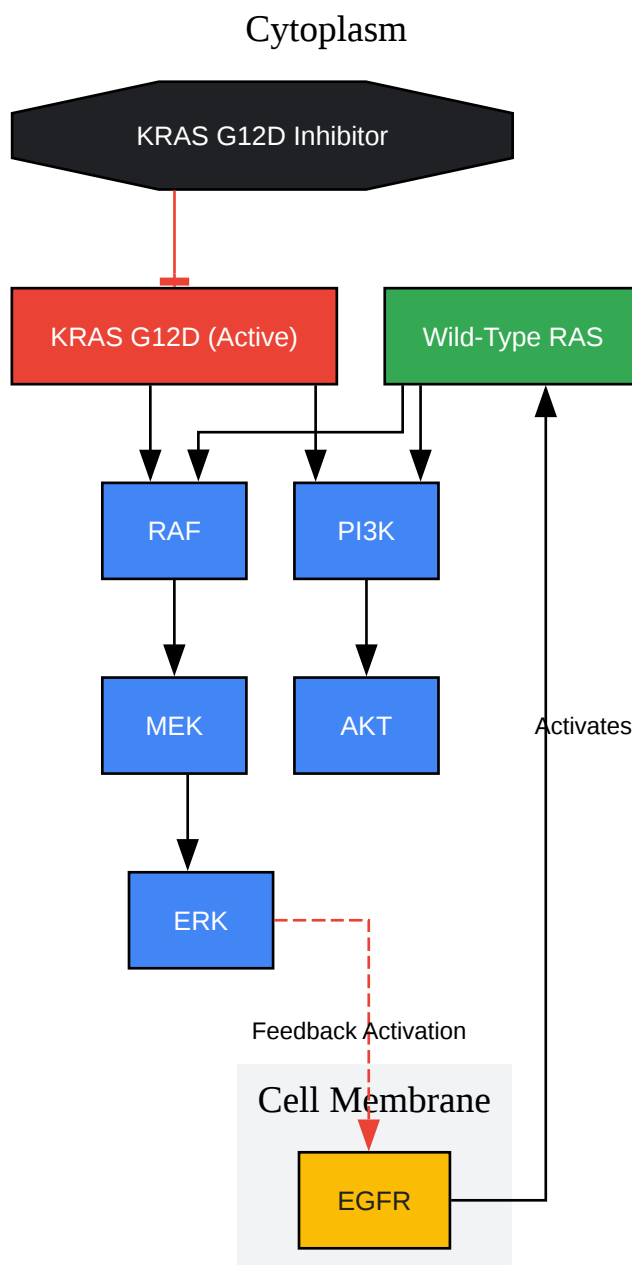 Cytoplasm
KRAS G12D Inhibitor
KRAS G12D (Active)
Wild-Type RAS
RAF
PI3K
MEK
AKT
Activates
ERK
Feedback Activation
Cell Membrane
EGFR